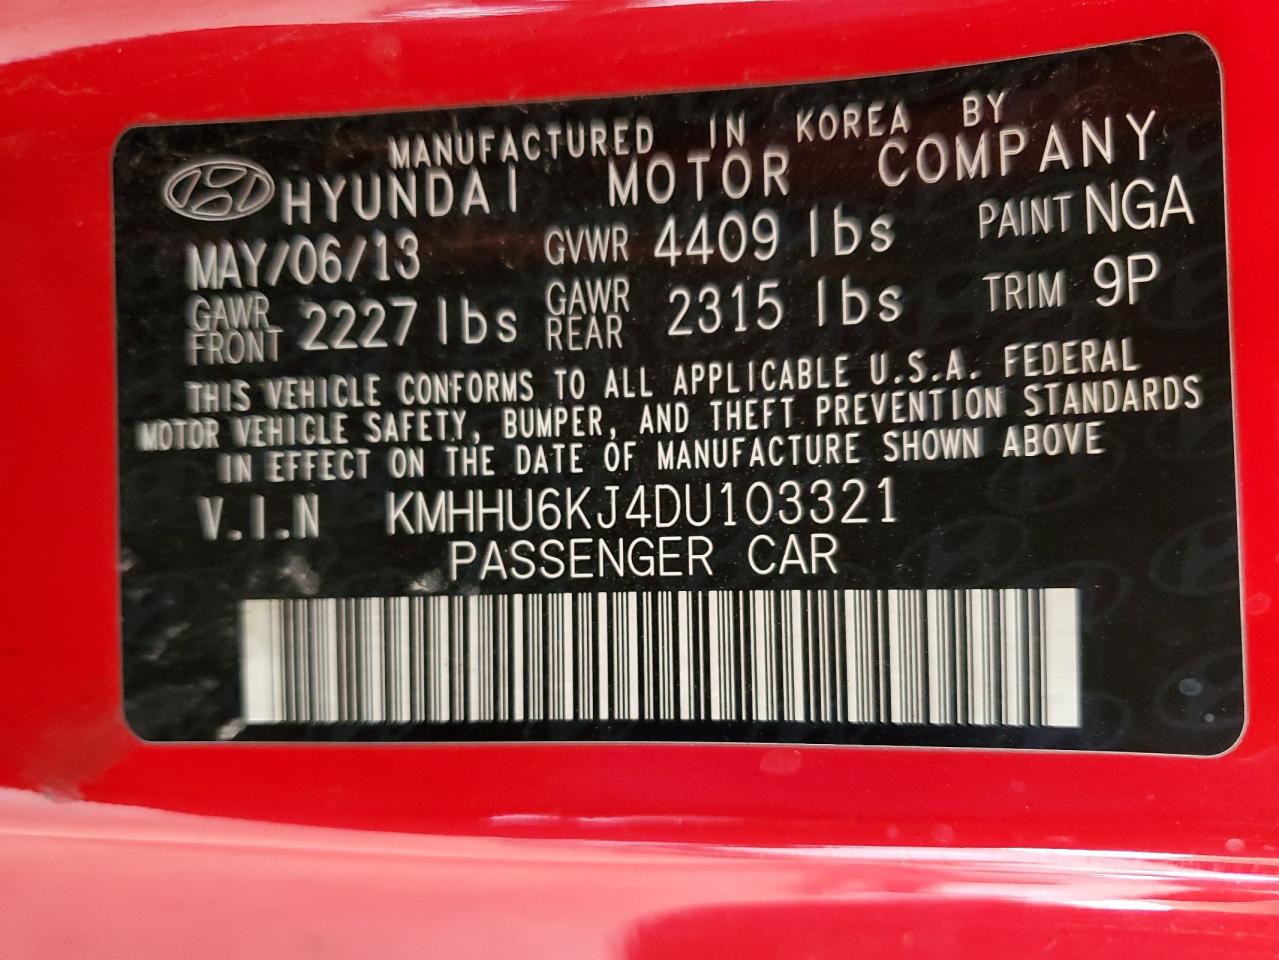 MANUFACTURED IN KOREA BY
HYUNDAI MOTOR COMPANY
MAY/06/13 GVWR 4409 lbs PAINT NGA
GAWR FRONT 2227 lbs GAWR REAR 2315 lbs TRIM 9P
THIS VEHICLE CONFORMS TO ALL APPLICABLE U.S.A. FEDERAL
MOTOR VEHICLE SAFETY, BUMPER, AND THEFT PREVENTION STANDARDS
IN EFFECT ON THE DATE OF MANUFACTURE SHOWN ABOVE
V.I.N KMHHU6KJ4DU103321
PASSENGER CAR